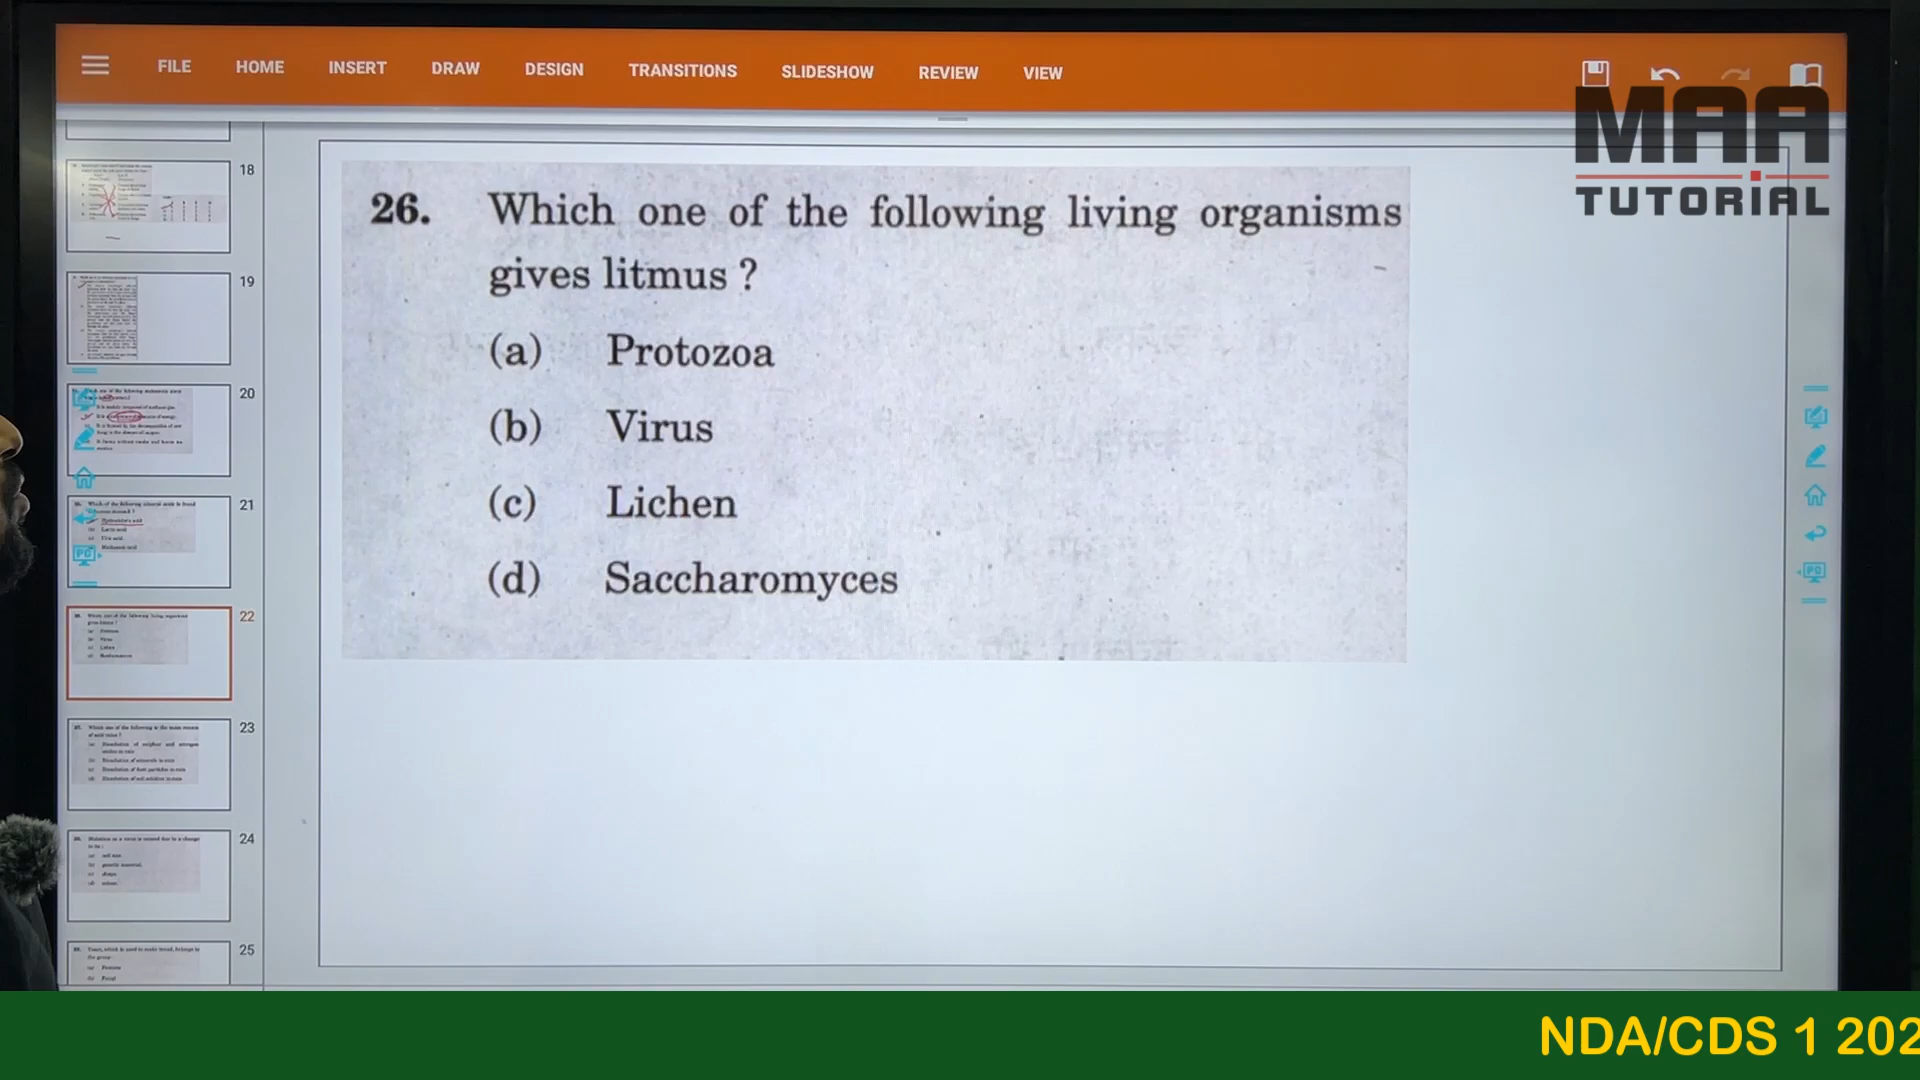 FILE HOME INSERT DRAW DESIGN TRANSITIONS SLIDESHOW REVIEW VIEW
MAA
TUTORIAL
18
19
20
21
22
23
24
25
26. Which one of the following living organisms
gives litmus ?
(a) Protozoa
(b) Virus
(c) Lichen
(d) Saccharomyces
NDA/CDS 1 202